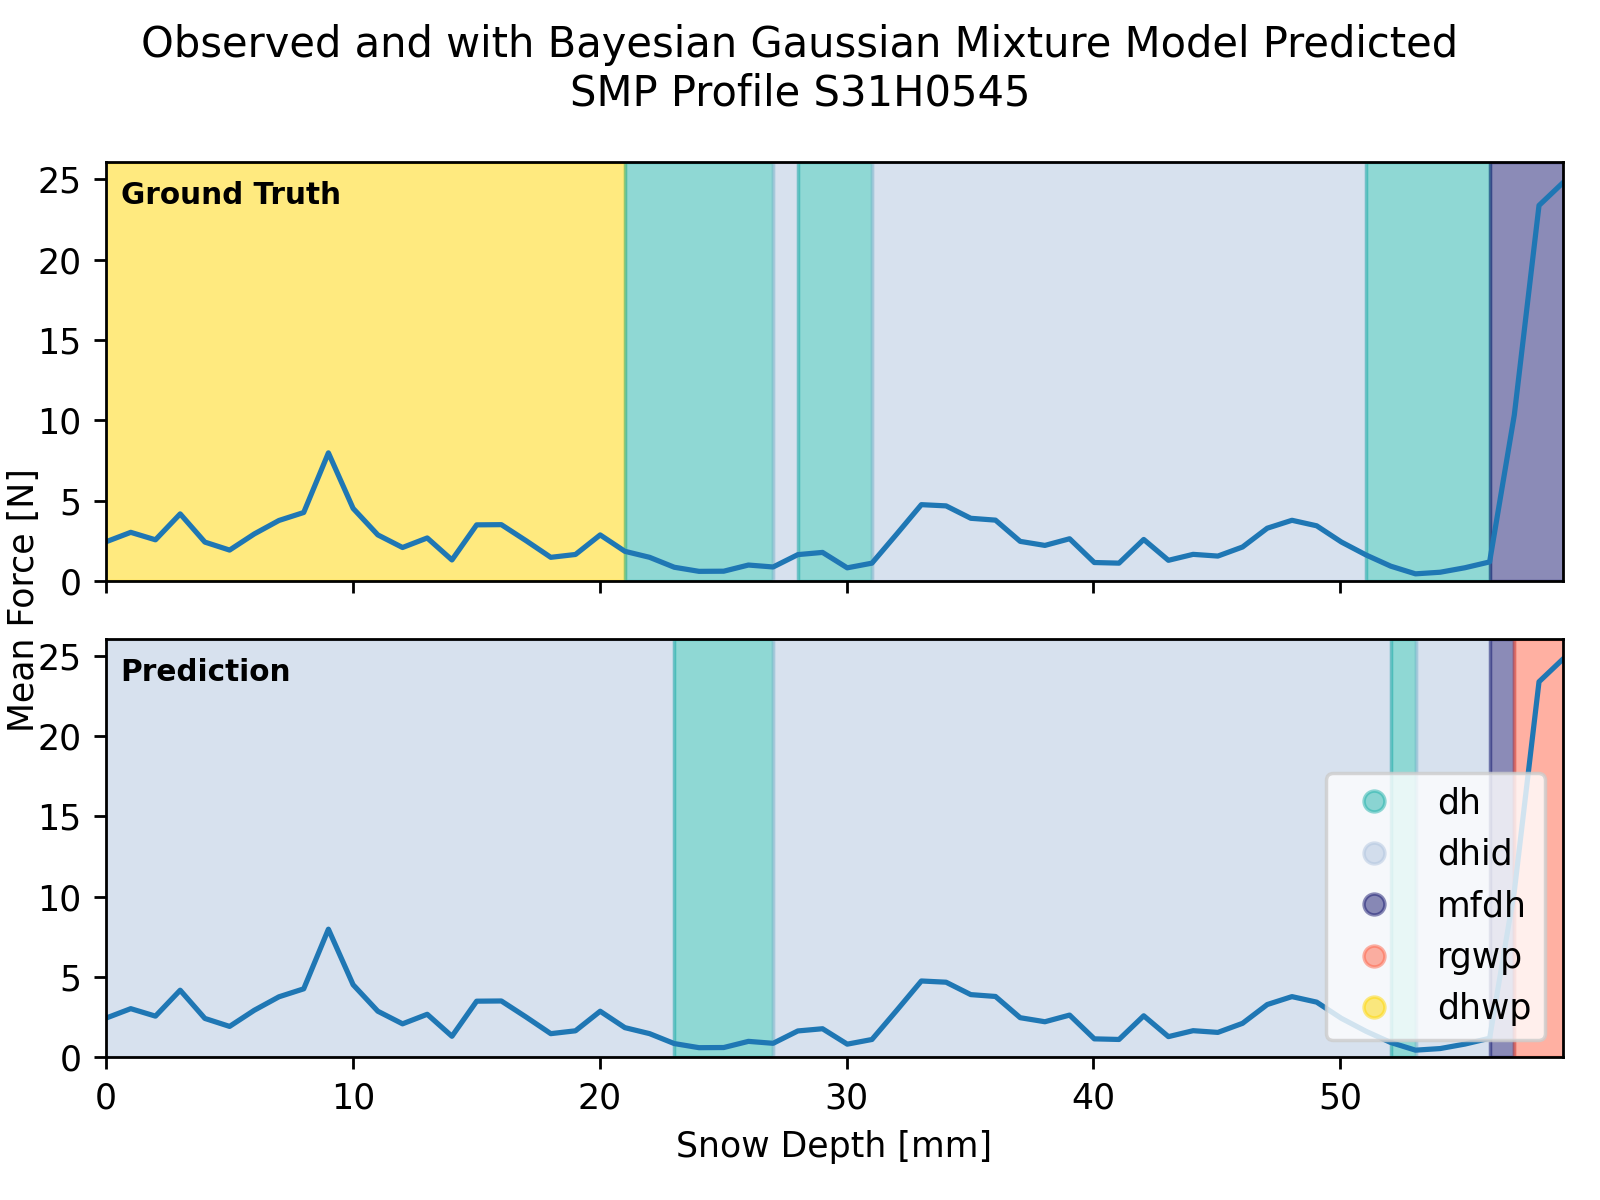 Observed and with Bayesian Gaussian Mixture Model Predicted
SMP Profile S31H0545
Mean Force [N]
25
20
15
10
5
0
Ground Truth
25
20
15
10
5
0
Prediction
dh
dhid
mfdh
rgwp
dhwp
0 10 20 30 40 50
Snow Depth [mm]